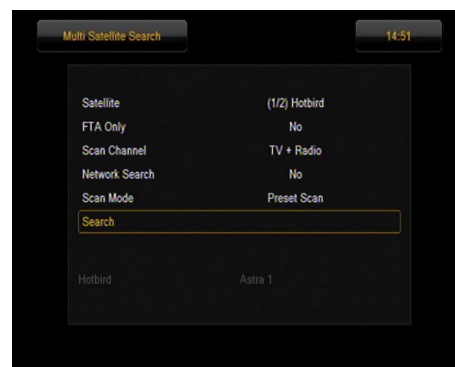 Multi Satellite Search 14:51
Satellite (1/2) Hotbird
FTA Only No
Scan Channel TV + Radio
Network Search No
Scan Mode Preset Scan
Search
Hotbird Astra 1